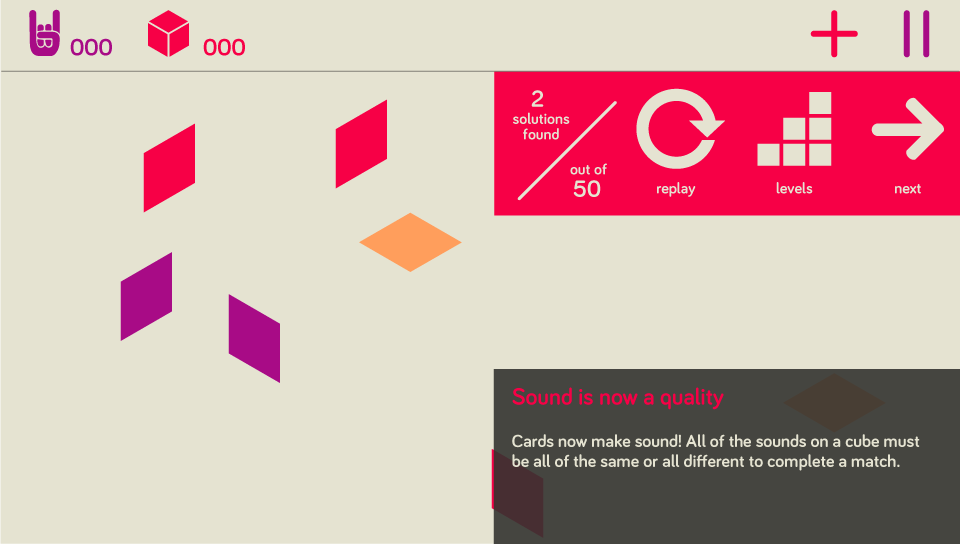 000
000
2
solutions
found
out of
50
replay
levels
next
Sound is now a quality
Cards now make sound! All of the sounds on a cube must
be all of the same or all different to complete a match.